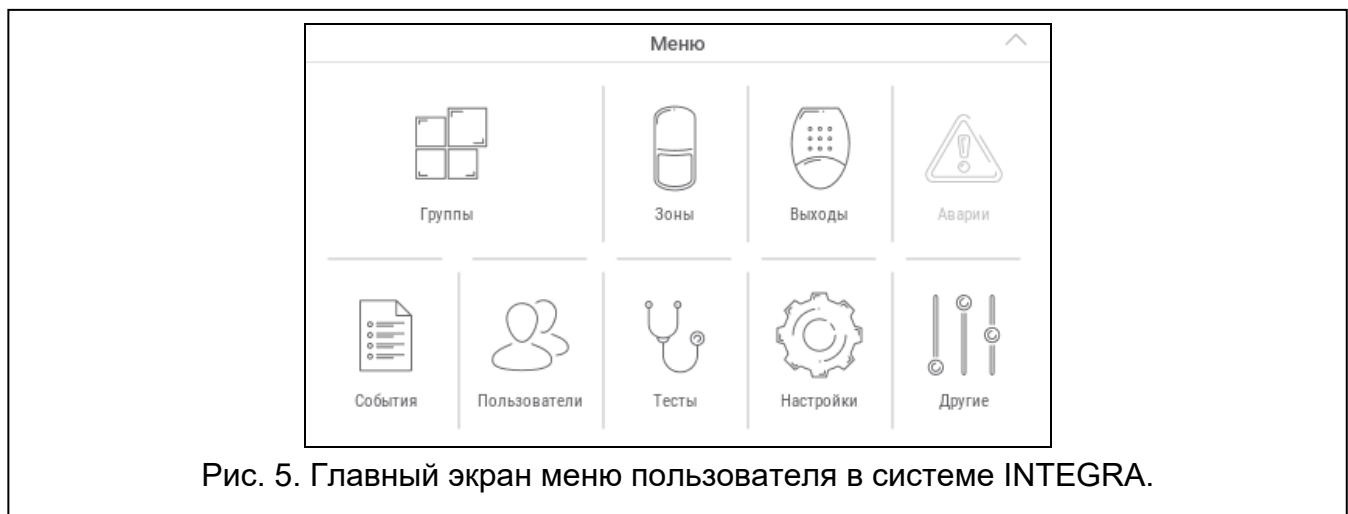 Меню
Группы
Зоны
Выходы
Аварии
События
Пользователи
Тесты
Настройки
Другие
Рис. 5. Главный экран меню пользователя в системе INTEGRA.